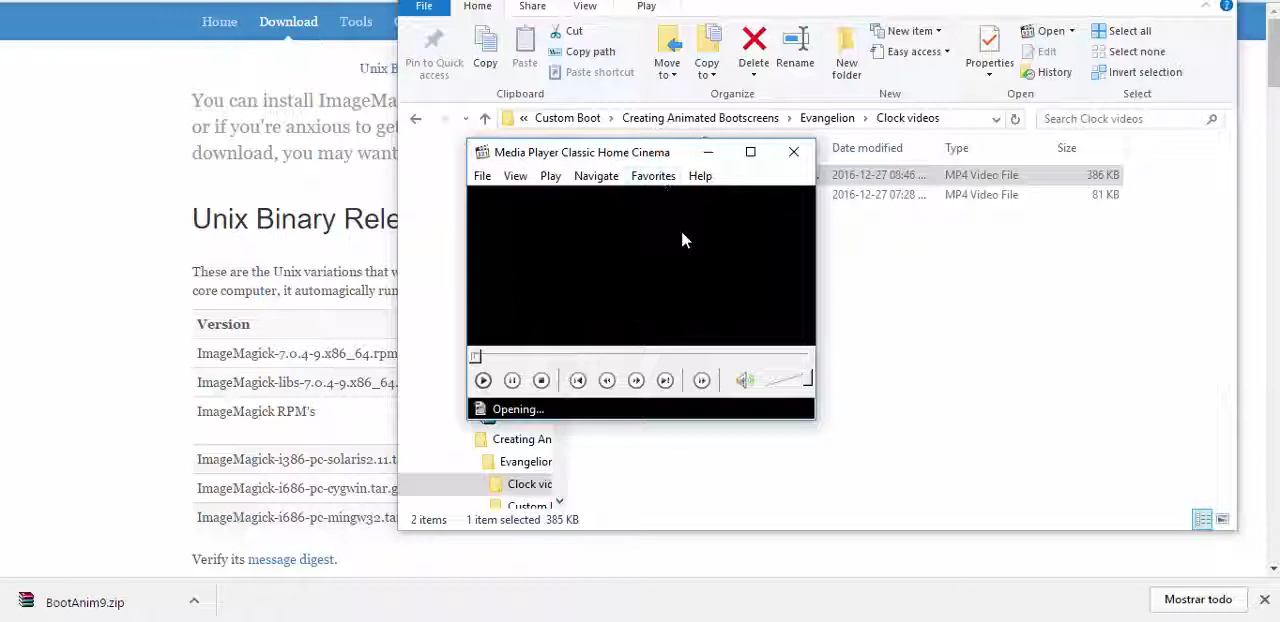 Home Download Tools
Unix B
You can install ImageMa
or if you're anxious to get
download, you may want
Unix Binary Rele
These are the Unix variations that w
core computer, it automagically run
Version
ImageMagick-7.0.4-9.x86_64.rpm
ImageMagick-libs-7.0.4-9.x86_64.
ImageMagick RPM's
ImageMagick-i386-pc-solaris2.11.t
ImageMagick-i686-pc-cygwin.tar.g
ImageMagick-i686-pc-mingw32.ta
Verify its message digest.
File Home Share View Play
Pin to Quick access
Copy
Paste
Cut
Copy path
Paste shortcut
Clipboard
Move to
Copy to
Delete
Rename
Organize
New folder
New item
Easy access
New
Properties
Open
Edit
History
Open
Select all
Select none
Invert selection
Select
« Custom Boot > Creating Animated Bootscreens > Evangelion > Clock videos
Search Clock videos
Date modified Type Size
2016-12-27 08:46 ... MP4 Video File 386 KB
2016-12-27 07:28 ... MP4 Video File 81 KB
Media Player Classic Home Cinema
File View Play Navigate Favorites Help
Opening...
Creating An
Evangelior
Clock vic
2 items 1 item selected 385 KB
BootAnim9.zip
Mostrar todo